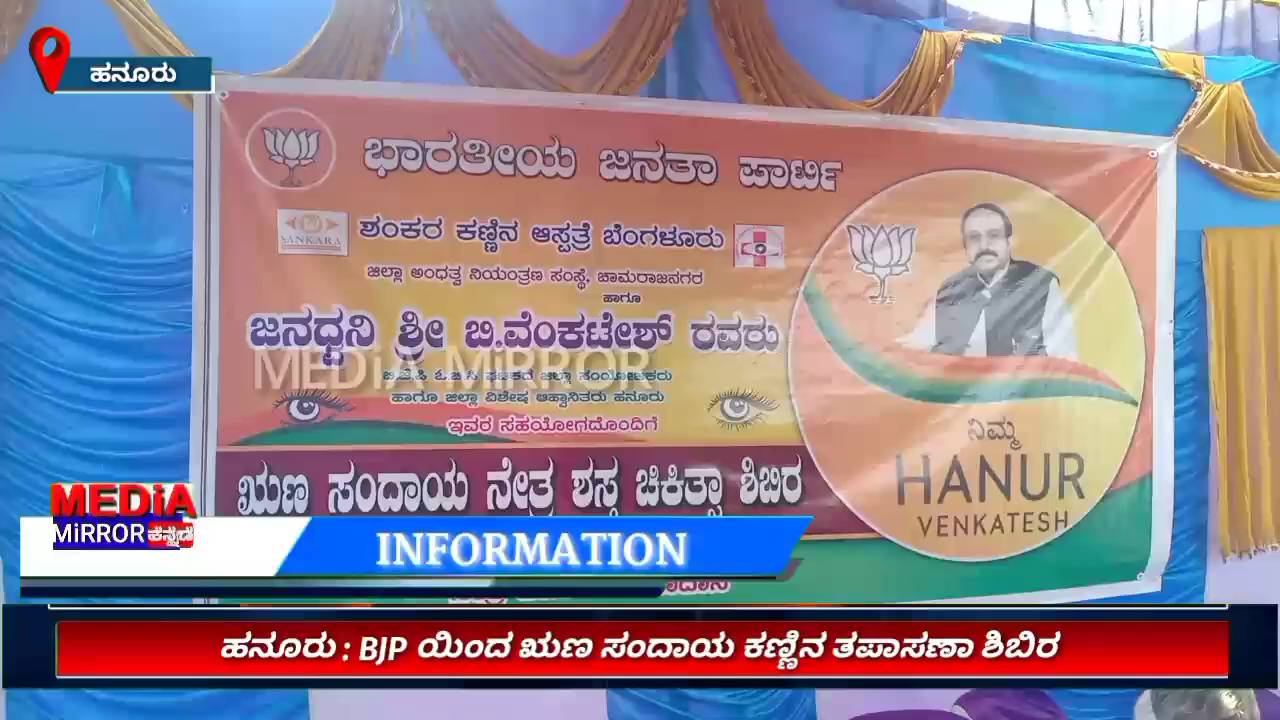 ಹನೂರು
ಭಾರತೀಯ ಜನತಾ ಪಾರ್ಟಿ
SANKARA
ಶಂಕರ ಕಣ್ಣಿನ ಆಸ್ಪತ್ರೆ ಬೆಂಗಳೂರು
ಜಿಲ್ಲಾ ಅಂಧತ್ವ ನಿಯಂತ್ರಣ ಸಂಸ್ಥೆ, ಚಾಮರಾಜನಗರ
ಹಾಗೂ
ಜನಧ್ವನಿ ಶ್ರೀ ಬಿ.ವೆಂಕಟೇಶ್ ರವರು
MEDiA MiRROR
ಬಿ.ಜೆ.ಪಿ ಓ.ಬಿ.ಸಿ ಘಟಕದ ಜಿಲ್ಲಾ ಸಂಯೋಜಕರು
ಹಾಗೂ ಜಿಲ್ಲಾ ವಿಶೇಷ ಆಹ್ವಾನಿತರು ಹನೂರು
ಇವರ ಸಹಯೋಗದೊಂದಿಗೆ
ಋಣ ಸಂದಾಯ ನೇತ್ರ ಶಸ್ತ್ರ ಚಿಕಿತ್ಸಾ ಶಿಬಿರ
ನಿಮ್ಮ
HANUR
VENKATESH
MEDiA
MiRROR ಕನ್ನಡ
INFORMATION
ಹನೂರು : BJP ಯಿಂದ ಋಣ ಸಂದಾಯ ಕಣ್ಣಿನ ತಪಾಸಣಾ ಶಿಬಿರ